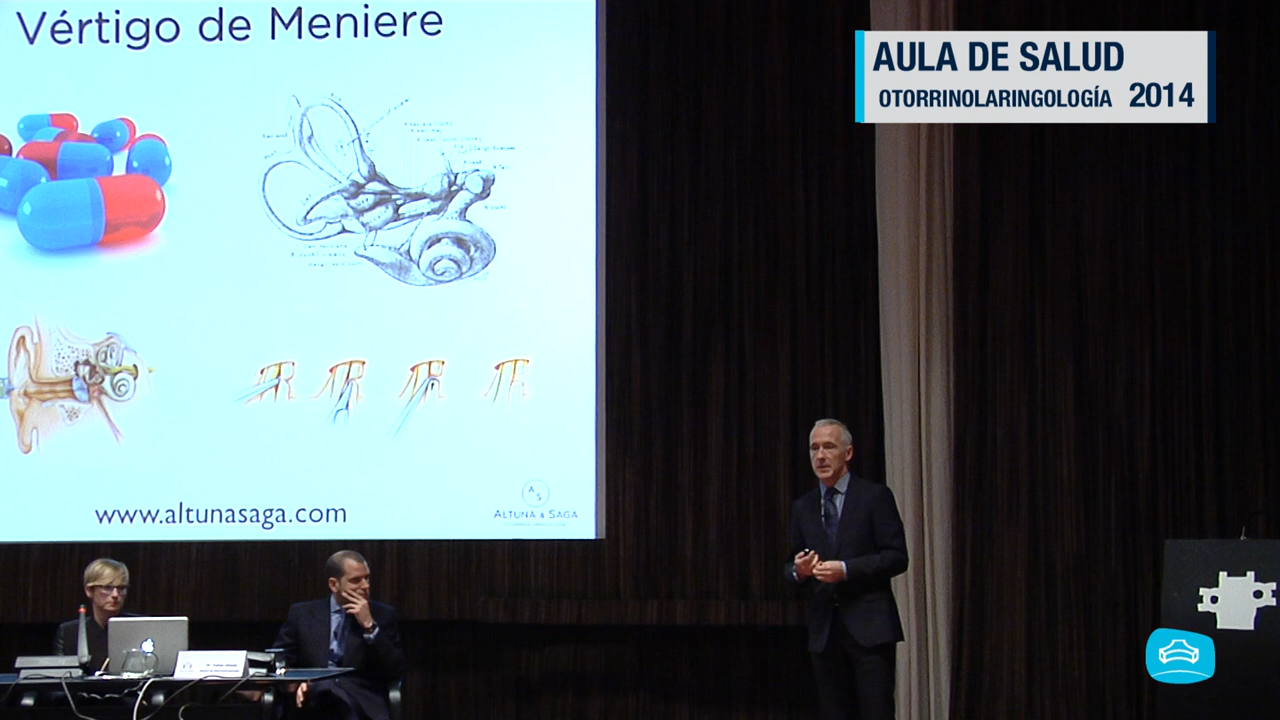 Vértigo de Meniere
AULA DE SALUD
OTORRINOLARINGOLOGÍA 2014
www.altunasaga.com
A S
ALTUNA & SAGA